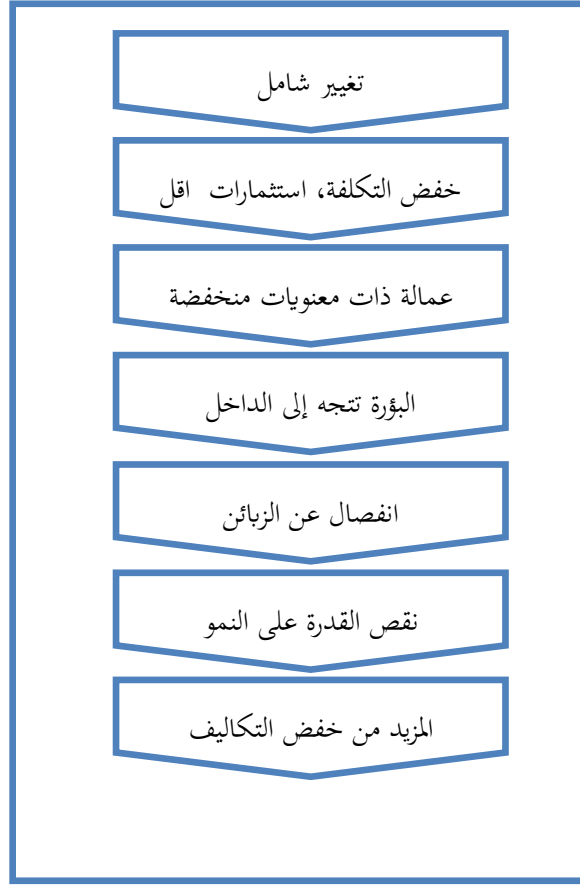 تغيير شامل
خفض التكلفة، استثمارات اقل
عمالة ذات معنويات منخفضة
البؤرة تتجه إلى الداخل
انفصال عن الزبائن
نقص القدرة على النمو
المزيد من خفض التكاليف